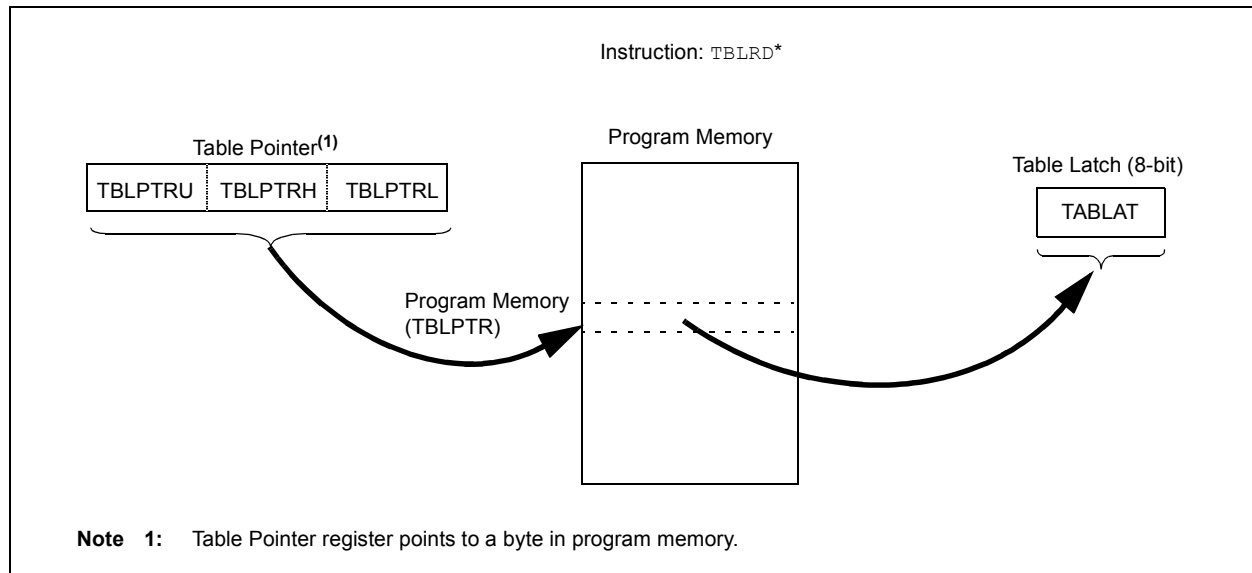 Instruction: TBLRD*
Table Pointer(1)
TBLPTRU TBLPTRH TBLPTRL
Program Memory
Table Latch (8-bit)
TABLAT
Program Memory
(TBLPTR)
Note 1: Table Pointer register points to a byte in program memory.